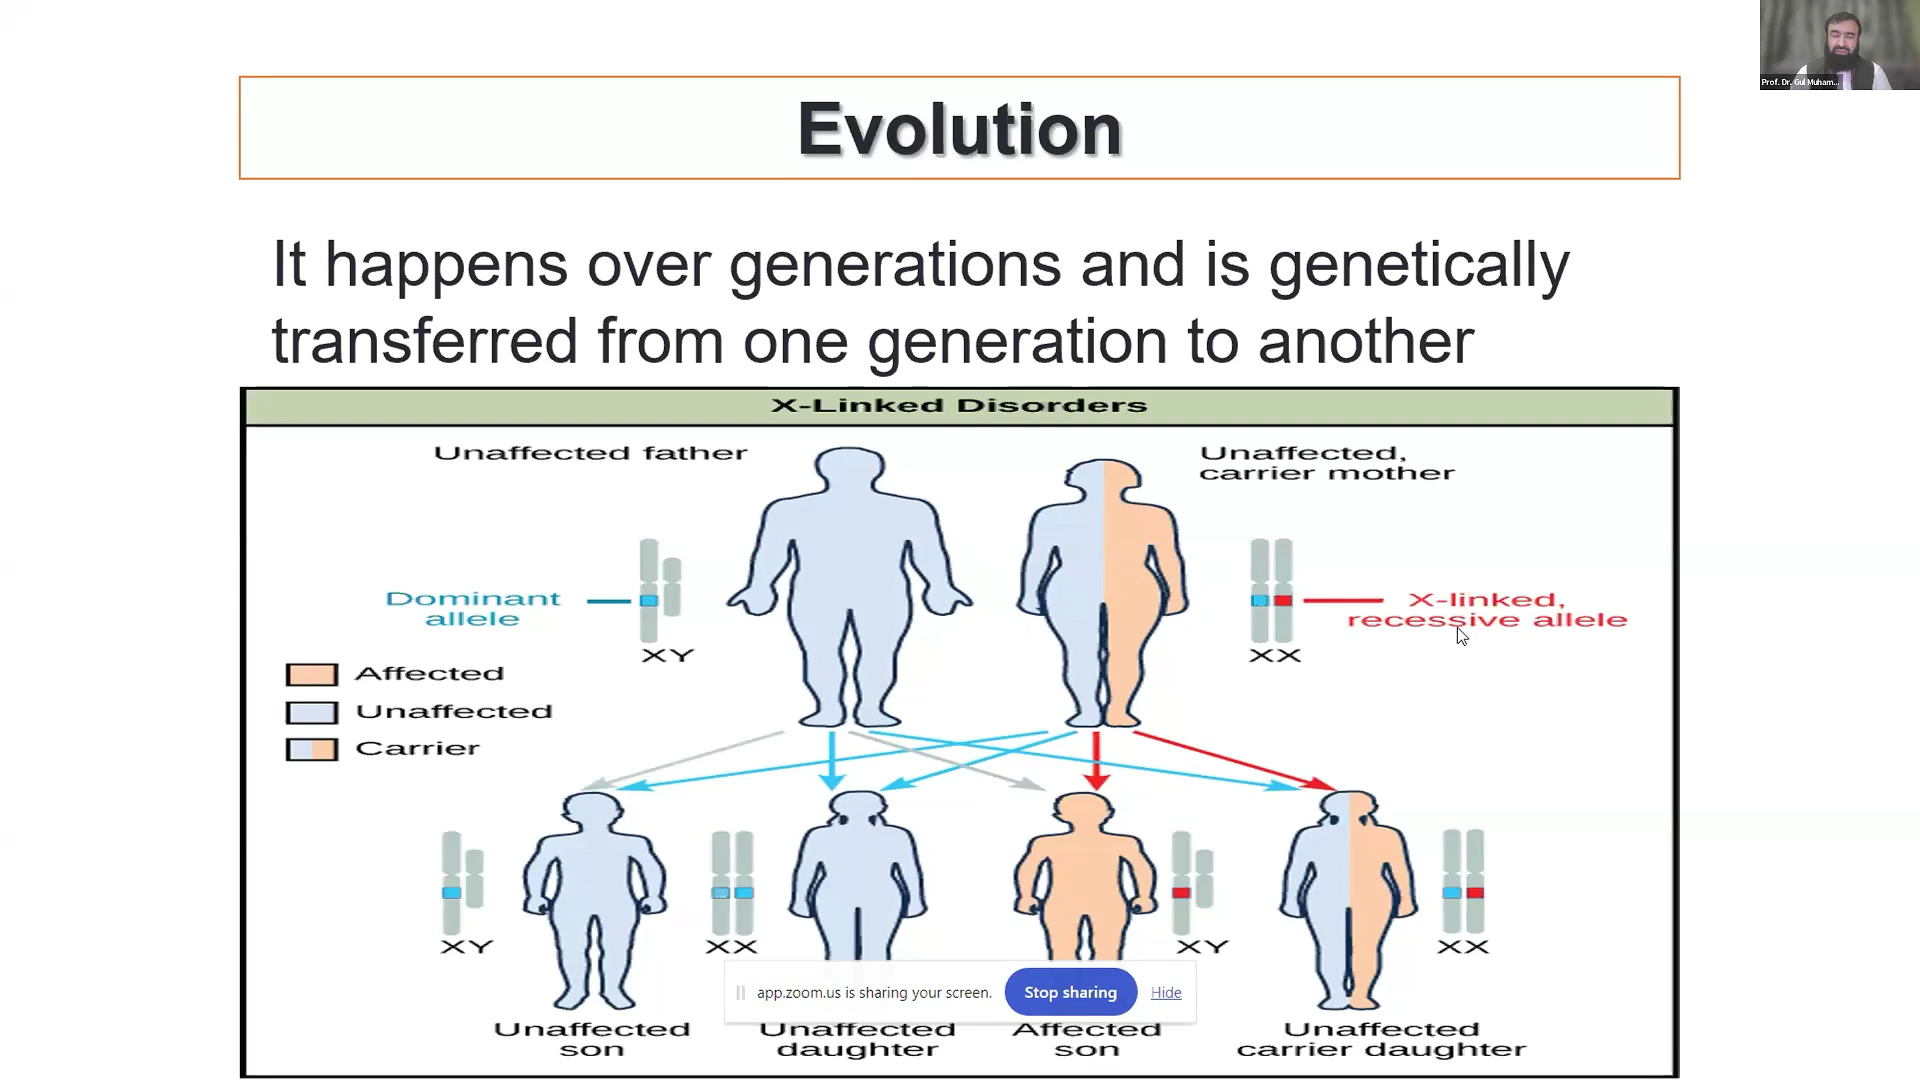 Prof. Dr. Gul Muham...
Evolution
It happens over generations and is genetically
transferred from one generation to another
X-Linked Disorders
Unaffected father
Unaffected,
carrier mother
Dominant
allele
XY
XX
X-linked,
recessive allele
Affected
Unaffected
Carrier
XY
XX
XY
XX
app.zoom.us is sharing your screen.
Stop sharing
Hide
Unaffected
son
Unaffected
daughter
Affected
son
Unaffected
carrier daughter